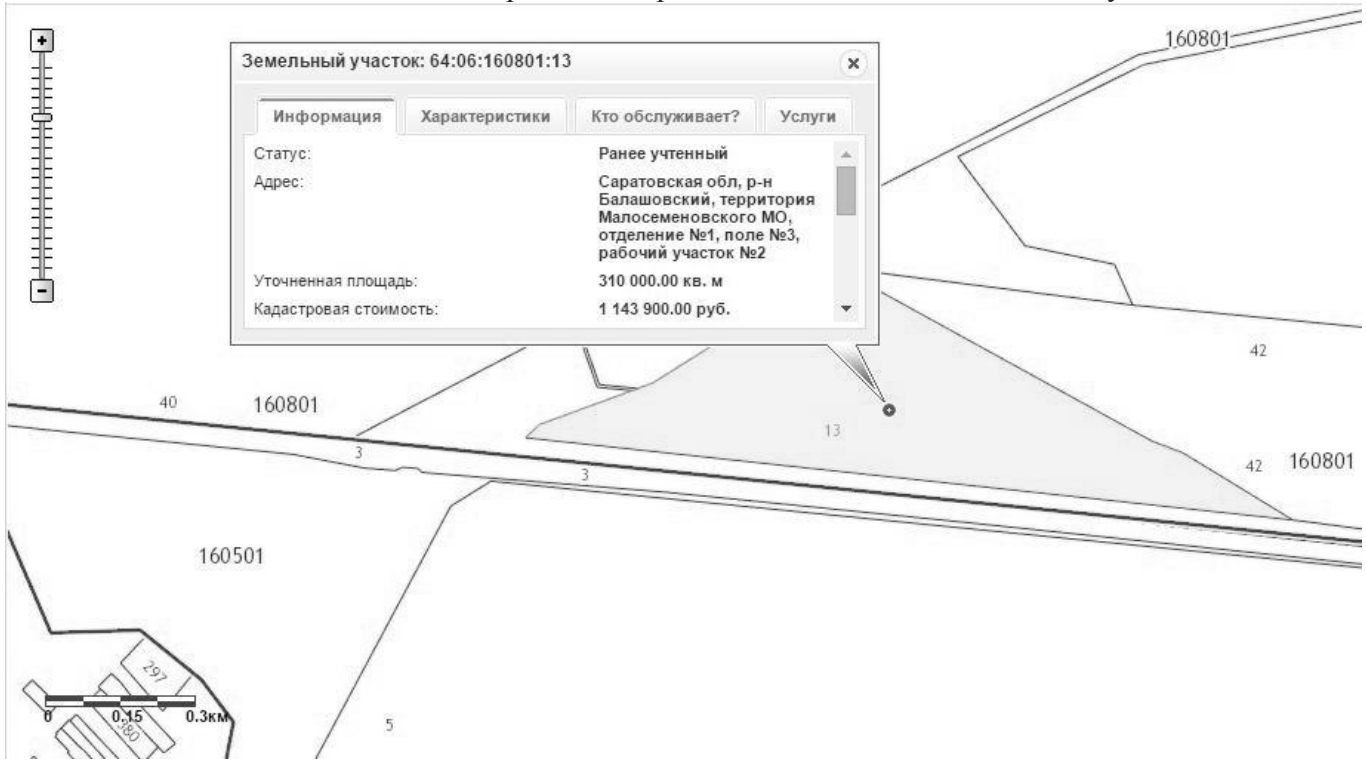 160801
Земельный участок: 64:06:160801:13
Информация
Характеристики
Кто обслуживает?
Услуги
Статус:
Ранее учтенный
Адрес:
Саратовская обл, р-н
Балашовский, территория
Малосеменовского МО,
отделение №1, поле №3,
рабочий участок №2
Уточненная площадь:
310 000.00 кв. м
Кадастровая стоимость:
1 143 900.00 руб.
42
40
160801
13
3
3
42
160801
160501
297
0
0.15
0.3км
380
5